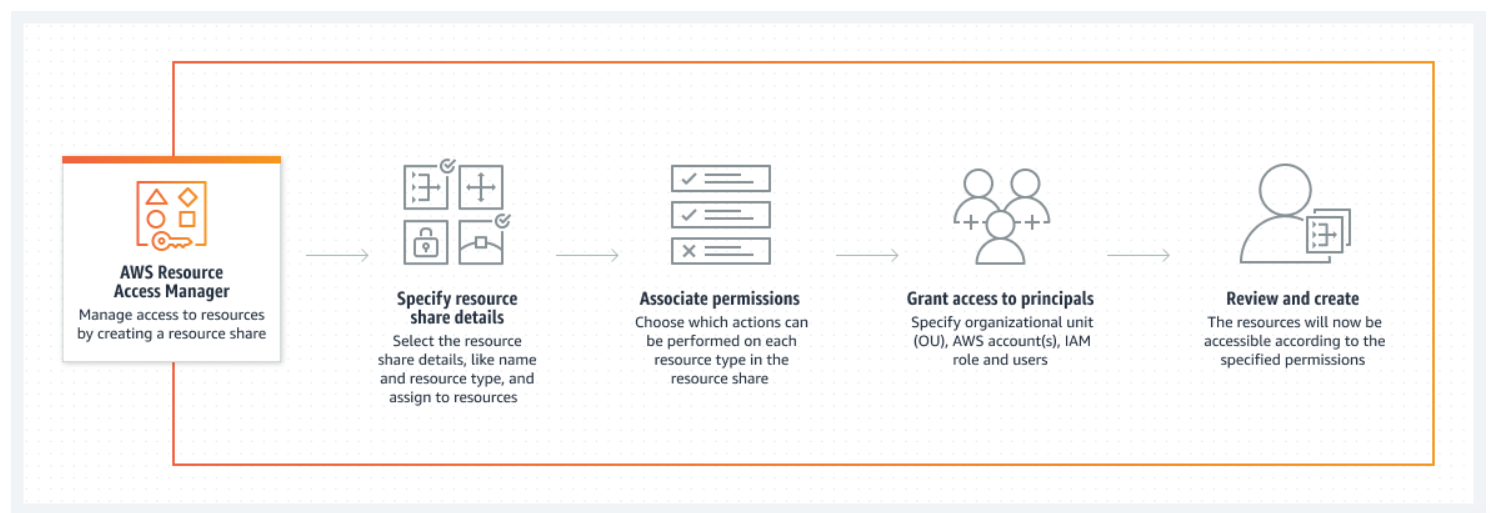 AWS Resource
Access Manager
Manage access to resources
by creating a resource share
Specify resource
share details
Select the resource
share details, like name
and resource type, and
assign to resources
Associate permissions
Choose which actions can
be performed on each
resource type in the
resource share
Grant access to principals
Specify organizational unit
(OU), AWS account(s), IAM
role and users
Review and create
The resources will now be
accessible according to the
specified permissions